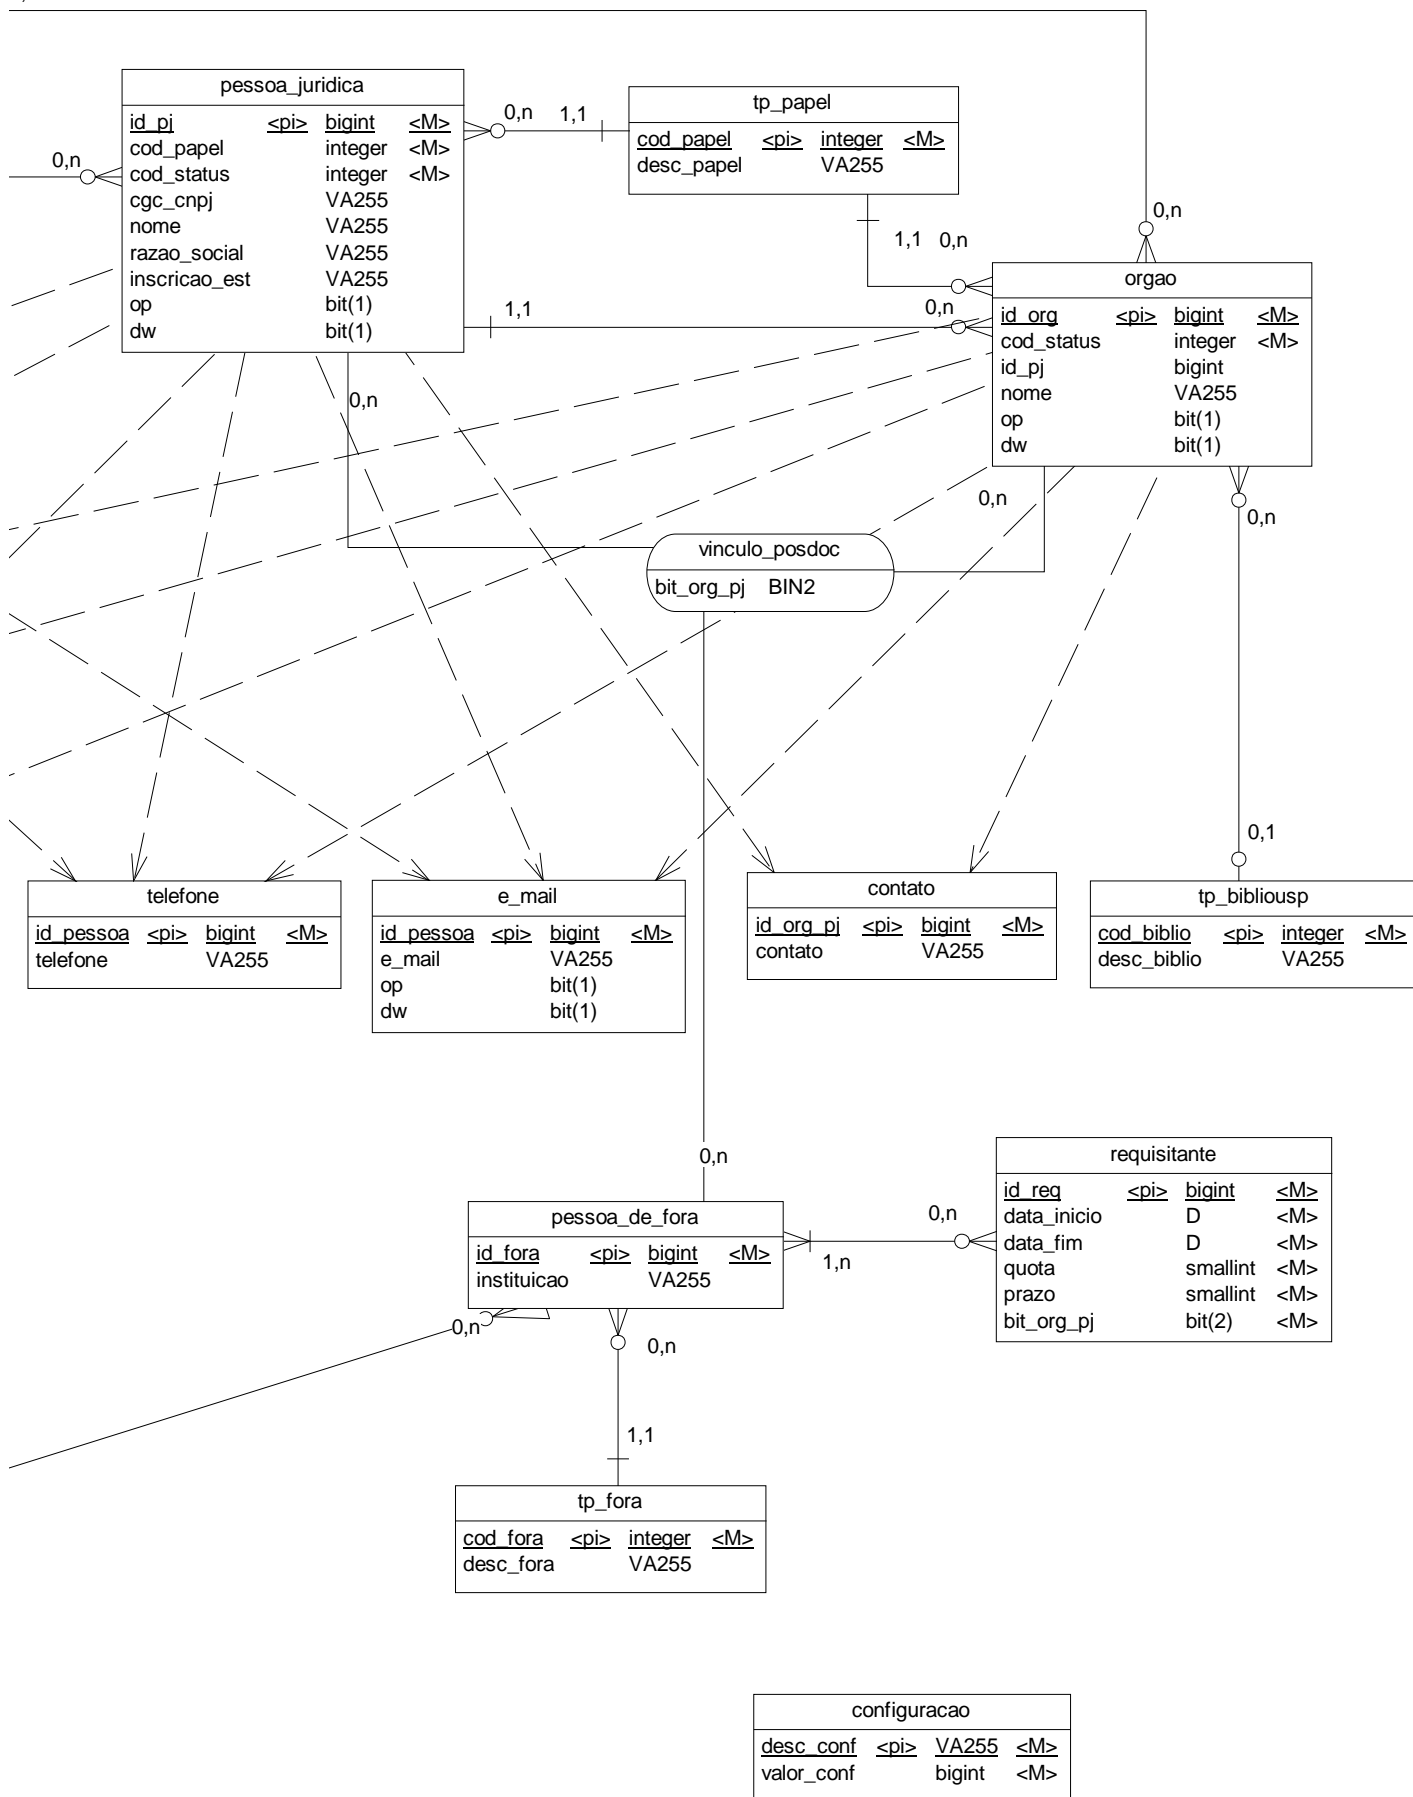 pessoa_juridica
id_pj <pi> bigint <M>
cod_papel integer <M>
cod_status integer <M>
cgc_cnpj VA255
nome VA255
razao_social VA255
inscricao_est VA255
op bit(1)
dw bit(1)
0,n
0,n
1,1
tp_papel
cod_papel <pi> integer <M>
desc_papel VA255
1,1
0,n
0,n
1,1
0,n
orgao
id_org <pi> bigint <M>
cod_status integer <M>
id_pj bigint
nome VA255
op bit(1)
dw bit(1)
0,n
0,n
0,n
vinculo_posdoc
bit_org_pj BIN2
0,1
telefone
id_pessoa <pi> bigint <M>
telefone VA255
e_mail
id_pessoa <pi> bigint <M>
e_mail VA255
op bit(1)
dw bit(1)
contato
id_org_pj <pi> bigint <M>
contato VA255
tp_bibliousp
cod_biblio <pi> integer <M>
desc_biblio VA255
0,n
pessoa_de_fora
id_fora <pi> bigint <M>
instituicao VA255
1,n
0,n
requisitante
id_req <pi> bigint <M>
data_inicio D <M>
data_fim D <M>
quota smallint <M>
prazo smallint <M>
bit_org_pj bit(2) <M>
0,n
0,n
1,1
tp_fora
cod_fora <pi> integer <M>
desc_fora VA255
configuracao
desc_conf <pi> VA255 <M>
valor_conf bigint <M>